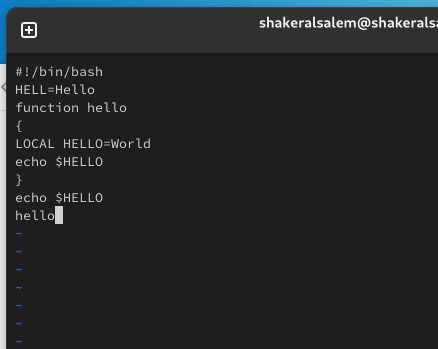 shakeralsalem@shakeralsa
#!/bin/bash
HELL=Hello
function hello
{
LOCAL HELLO=World
echo $HELLO
}
echo $HELLO
hello
~
~
~
~
~
~
~